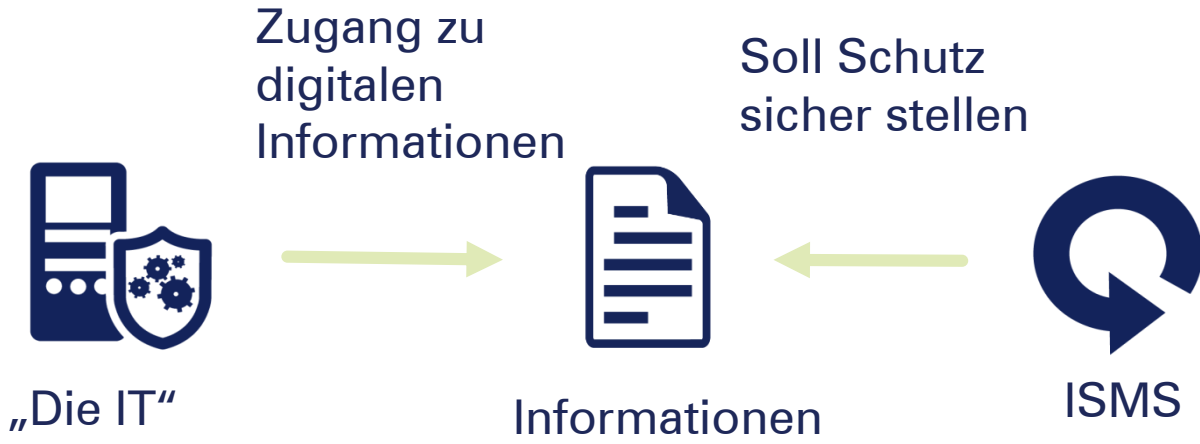 Zugang zu
digitalen
Informationen
Soll Schutz
sicher stellen
„Die IT“
Informationen
ISMS